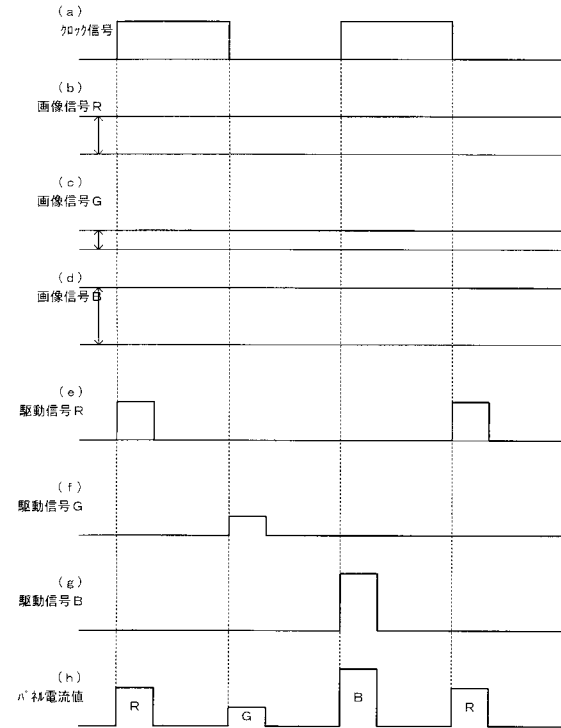 (a)
クロック信号
(b)
画像信号R
(c)
画像信号G
(d)
画像信号B
(e)
駆動信号R
(f)
駆動信号G
(g)
駆動信号B
(h)
パネル電流値
R
G
B
R